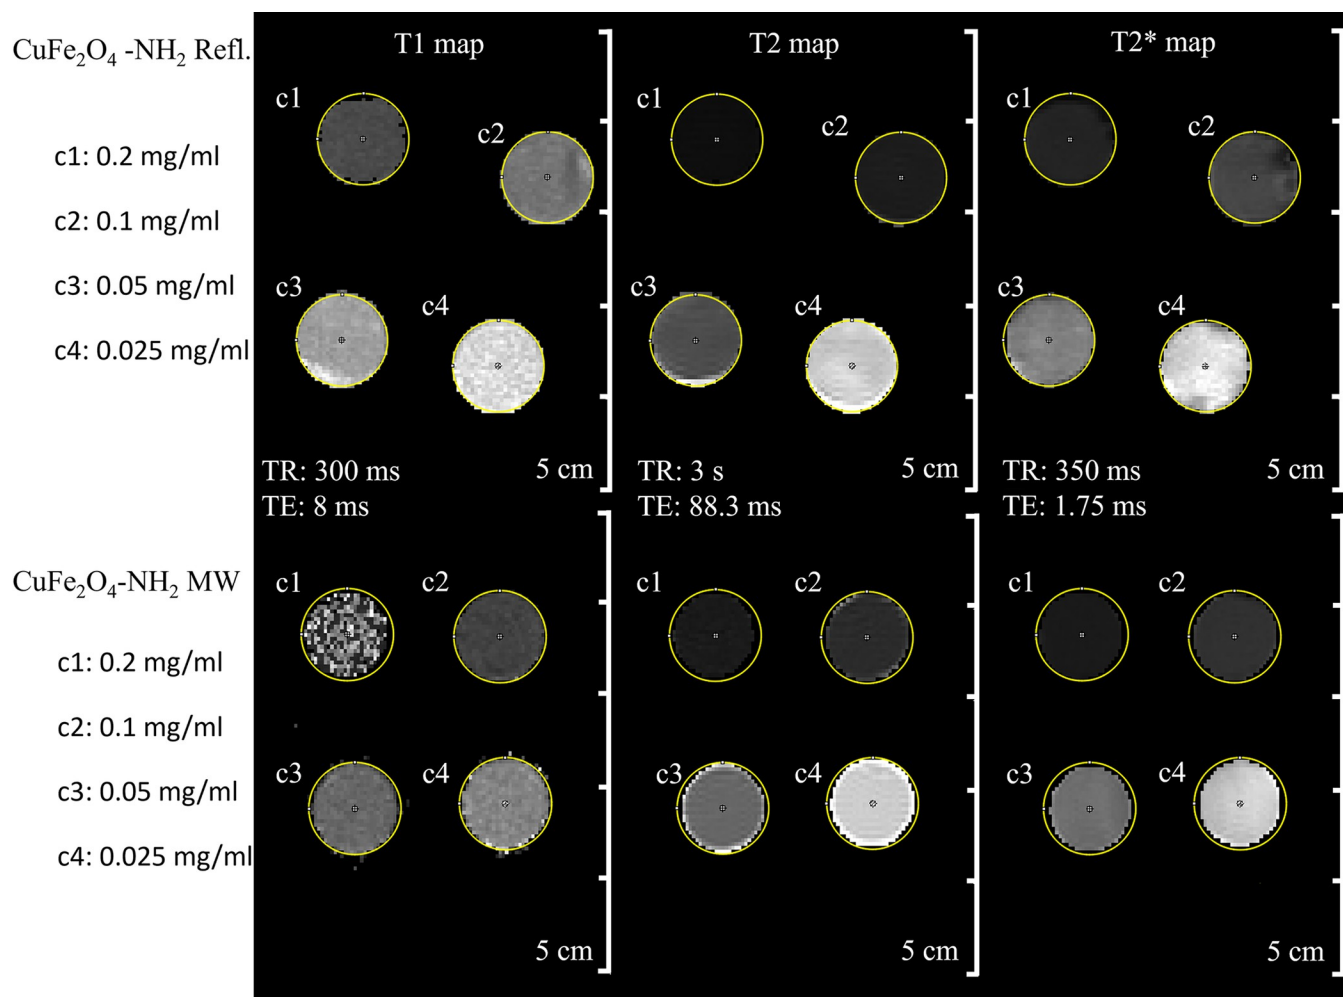 CuFe₂O₄ -NH₂ Refl.
c1: 0.2 mg/ml
c2: 0.1 mg/ml
c3: 0.05 mg/ml
c4: 0.025 mg/ml
T1 map
c1
c2
c3
c4
TR: 300 ms
TE: 8 ms
5 cm
T2 map
c1
c2
c3
c4
TR: 3 s
TE: 88.3 ms
5 cm
T2* map
c1
c2
c3
c4
TR: 350 ms
TE: 1.75 ms
5 cm
CuFe₂O₄-NH₂ MW
c1: 0.2 mg/ml
c2: 0.1 mg/ml
c3: 0.05 mg/ml
c4: 0.025 mg/ml
c1
c2
c3
c4
5 cm
c1
c2
c3
c4
5 cm
c1
c2
c3
c4
5 cm